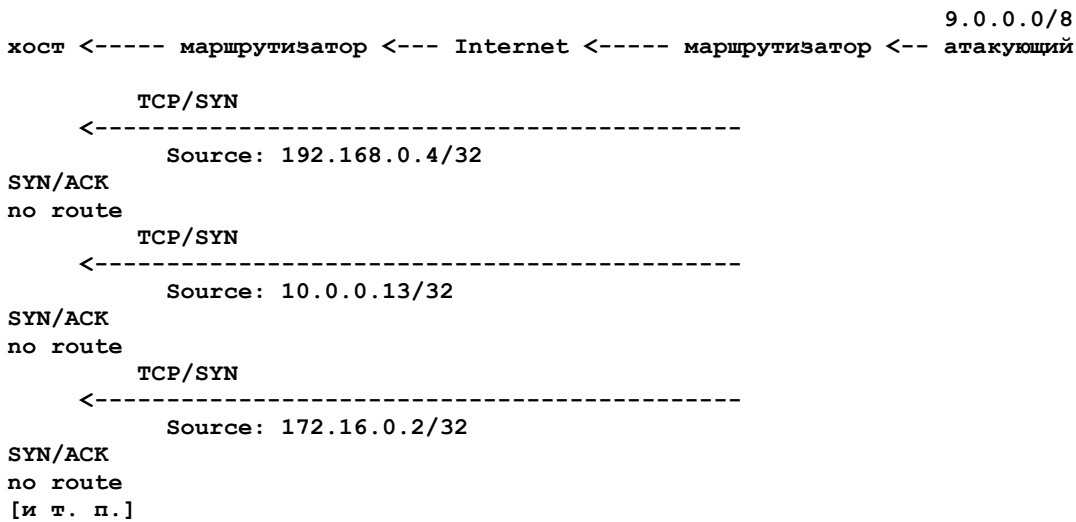 9.0.0.0/8
хост <----- маршрутизатор <--- Internet <----- маршрутизатор <-- атакующий
TCP/SYN
<---------------------------------------------
Source: 192.168.0.4/32
SYN/ACK
no route
TCP/SYN
<---------------------------------------------
Source: 10.0.0.13/32
SYN/ACK
no route
TCP/SYN
<---------------------------------------------
Source: 172.16.0.2/32
SYN/ACK
no route
[и т. п.]